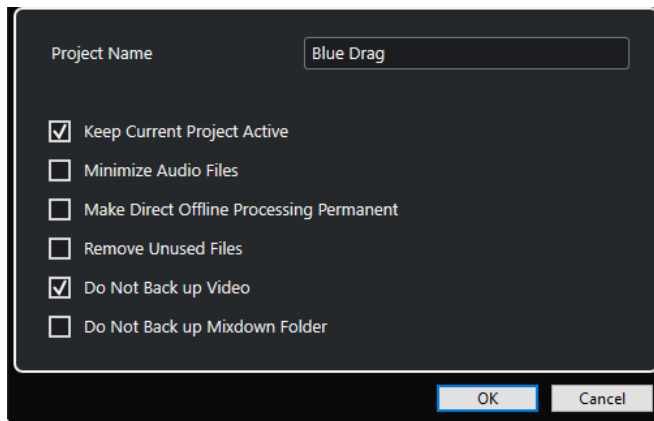 Project Name
Blue Drag
Keep Current Project Active
Minimize Audio Files
Make Direct Offline Processing Permanent
Remove Unused Files
Do Not Back up Video
Do Not Back up Mixdown Folder
OK
Cancel